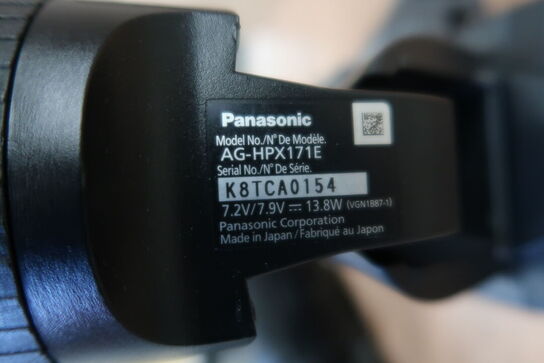 Panasonic
Model No./N° De Modèle.
AG-HPX171E
Serial No./N° De Série.
K8TCA0154
7.2V/7.9V ⎓ 13.8W (VGN1B87-1)
Panasonic Corporation
Made in Japan/Fabriqué au Japon